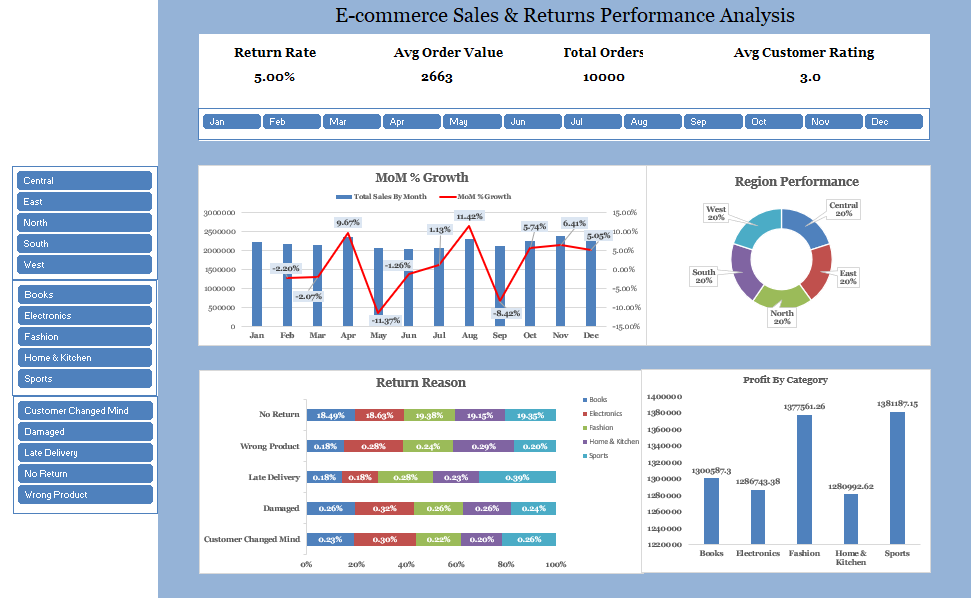 E-commerce Sales & Returns Performance Analysis
Return Rate
5.00%
Avg Order Value
2663
Total Orders
10000
Avg Customer Rating
3.0
Jan Feb Mar Apr May Jun Jul Aug Sep Oct Nov Dec
Central
East
North
South
West
Books
Electronics
Fashion
Home & Kitchen
Sports
Customer Changed Mind
Damaged
Late Delivery
No Return
Wrong Product
MoM % Growth
Total Sales By Month MoM % Growth
3000000
2500000
2000000
1500000
1000000
500000
0
15.00%
10.00%
5.00%
0.00%
-5.00%
-10.00%
-15.00%
-2.20%
-2.07%
9.67%
-11.37%
-1.26%
1.13%
11.42%
-8.42%
5.74%
6.41%
5.05%
Jan Feb Mar Apr May Jun Jul Aug Sep Oct Nov Dec
Region Performance
Central
20%
East
20%
North
20%
South
20%
West
20%
Return Reason
No Return 18.49% 18.63% 19.38% 19.15% 19.35%
Wrong Product 0.18% 0.28% 0.24% 0.29% 0.20%
Late Delivery 0.18% 0.18% 0.28% 0.23% 0.39%
Damaged 0.26% 0.32% 0.26% 0.26% 0.24%
Customer Changed Mind 0.23% 0.30% 0.22% 0.20% 0.26%
0% 20% 40% 60% 80% 100%
Books
Electronics
Fashion
Home & Kitchen
Sports
Profit By Category
1400000
1380000
1360000
1340000
1320000
1300000
1280000
1260000
1240000
1220000
1300587.3
1286743.38
1377561.26
1280992.62
1381187.15
Books Electronics Fashion Home & Sports
Kitchen